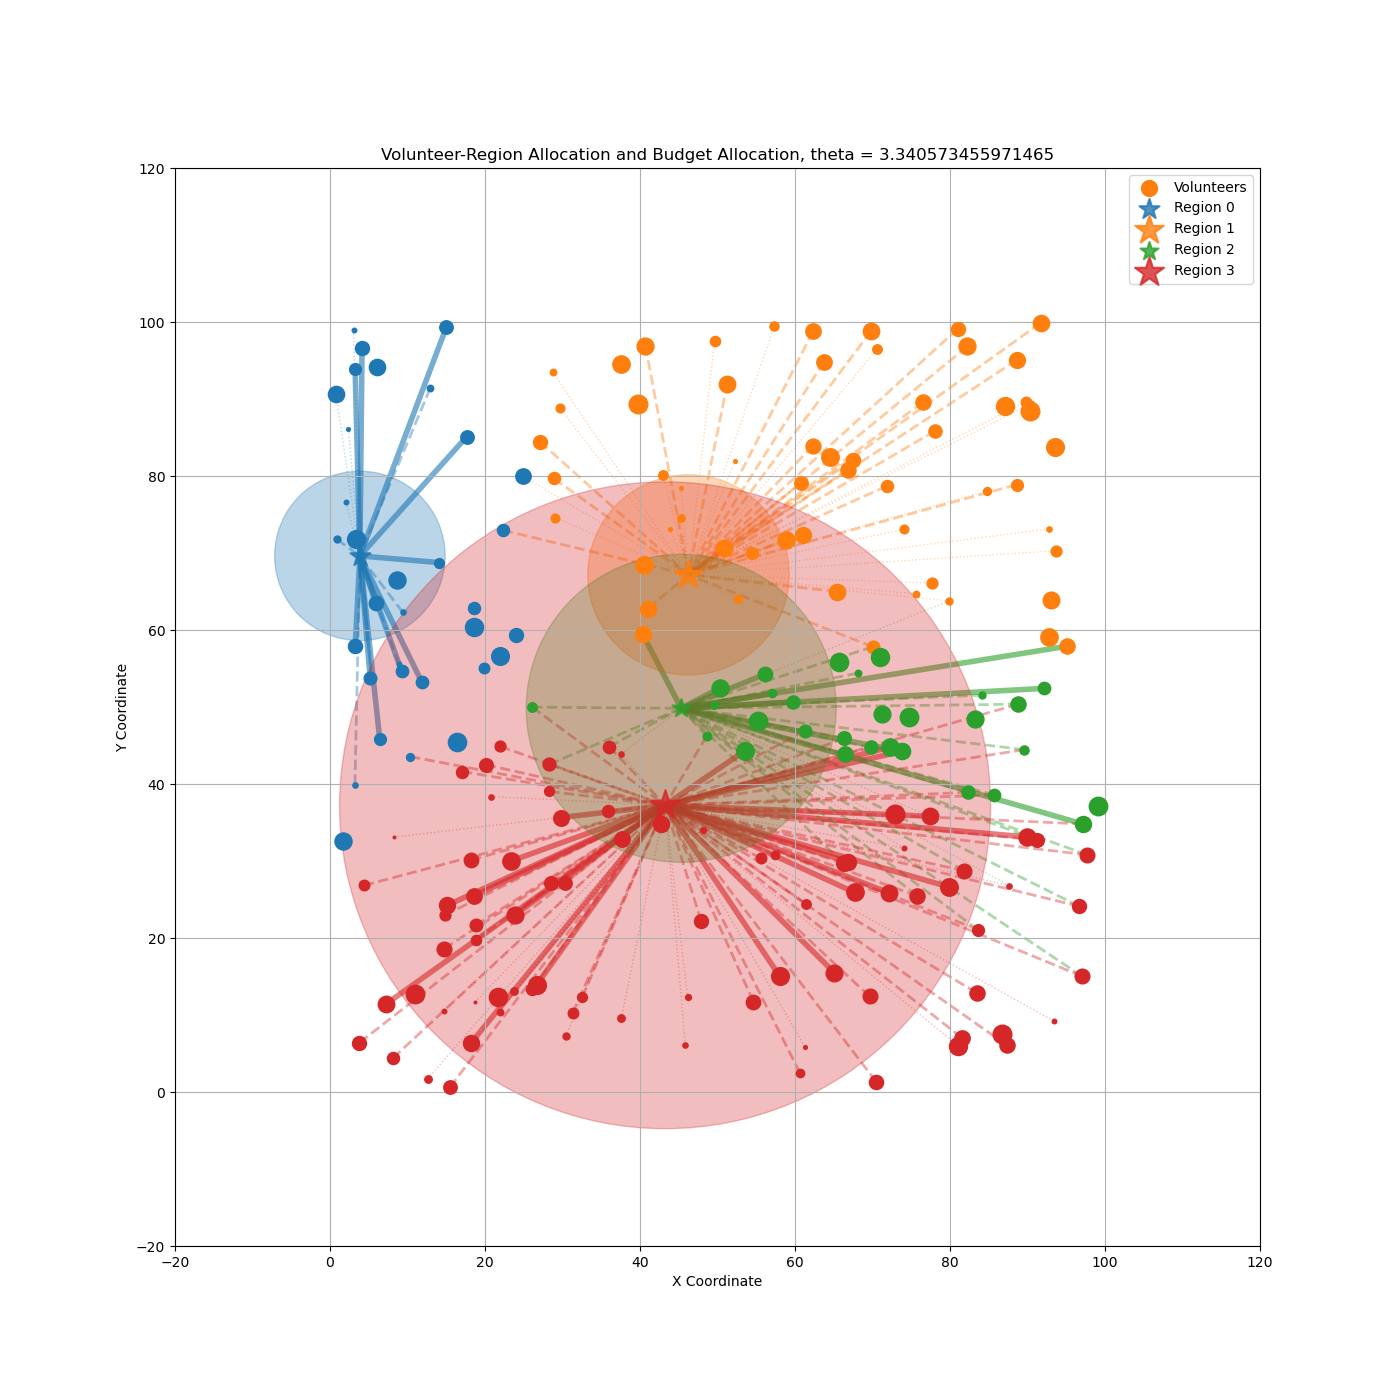 Volunteer-Region Allocation and Budget Allocation, theta = 3.340573455971465
120
Volunteers
Region 0
Region 1
Region 2
Region 3
100
80
60
40
20
0
−20
Y Coordinate
−20 0 20 40 60 80 100 120
X Coordinate